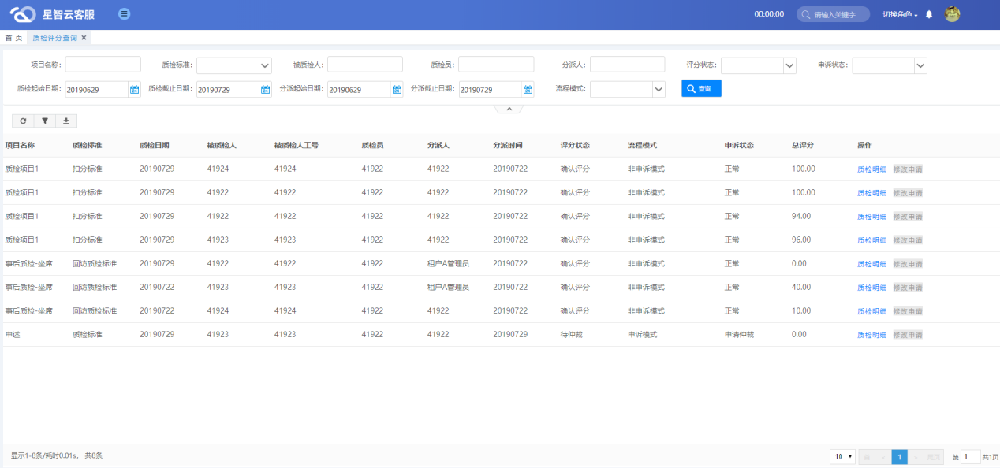 星智云客服 00:00:00 请输入关键字 切换角色
首 页 质检评分查询 ×
项目名称: 质检标准: 被质检人: 质检员: 分派人: 评分状态: 申诉状态:
质检起始日期: 20190629 质检截止日期: 20190729 分派起始日期: 20190629 分派截止日期: 20190729 流程模式: 查询
项目名称 质检标准 质检日期 被质检人 被质检人工号 质检员 分派人 分派时间 评分状态 流程模式 申诉状态 总评分 操作
质检项目1 扣分标准 20190729 41924 41924 41922 41922 20190722 确认评分 非申诉模式 正常 100.00 质检明细 修改申请
质检项目1 扣分标准 20190729 41922 41922 41922 41922 20190722 确认评分 非申诉模式 正常 100.00 质检明细 修改申请
质检项目1 扣分标准 20190729 41922 41922 41922 41922 20190722 确认评分 非申诉模式 正常 94.00 质检明细 修改申请
质检项目1 扣分标准 20190729 41923 41923 41922 41922 20190722 确认评分 非申诉模式 正常 96.00 质检明细 修改申请
事后质检-坐席 回访质检标准 20190729 41922 41922 41922 租户A管理员 20190722 确认评分 非申诉模式 正常 0.00 质检明细 修改申请
事后质检-坐席 回访质检标准 20190722 41923 41923 41922 租户A管理员 20190722 确认评分 非申诉模式 正常 40.00 质检明细 修改申请
事后质检-坐席 回访质检标准 20190722 41924 41924 41922 41922 20190722 确认评分 非申诉模式 正常 10.00 质检明细 修改申请
申述 质检标准 20190729 41923 41923 41922 41922 20190729 待仲裁 申诉模式 申请仲裁 0.00 质检明细 修改申请
显示1-8条/耗时0.01s， 共8条 10 首 1 尾页 第 1 共1页